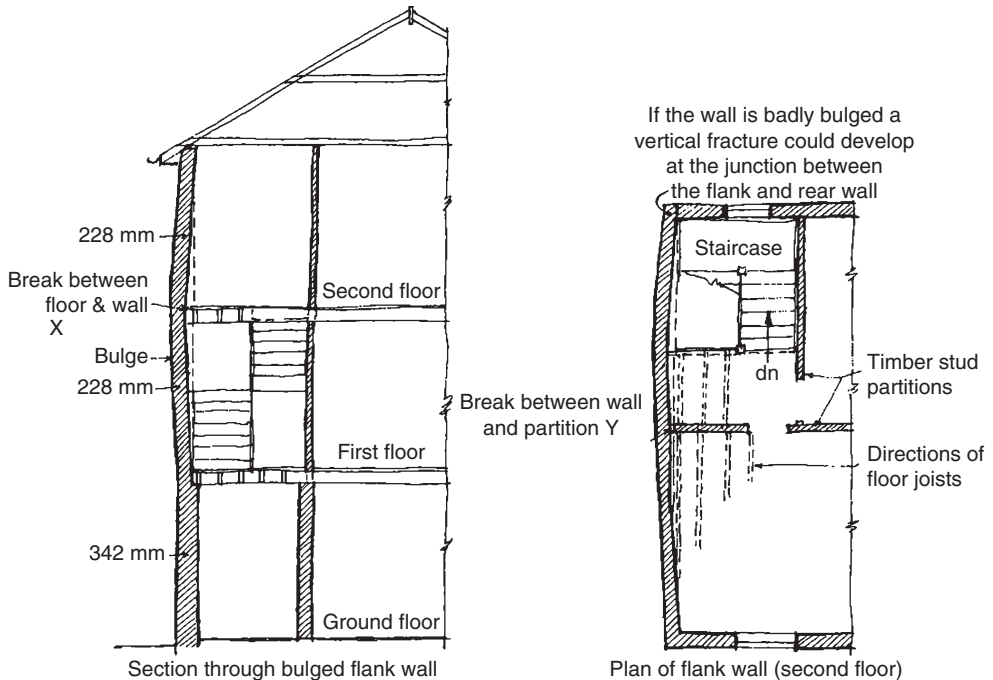 228 mm
Break between
floor & wall
X
Bulge
228 mm
342 mm
Second floor
First floor
Ground floor
Section through bulged flank wall
If the wall is badly bulged a
vertical fracture could develop
at the junction between
the flank and rear wall
Staircase
dn
Break between wall
and partition Y
Timber stud
partitions
Directions of
floor joists
Plan of flank wall (second floor)